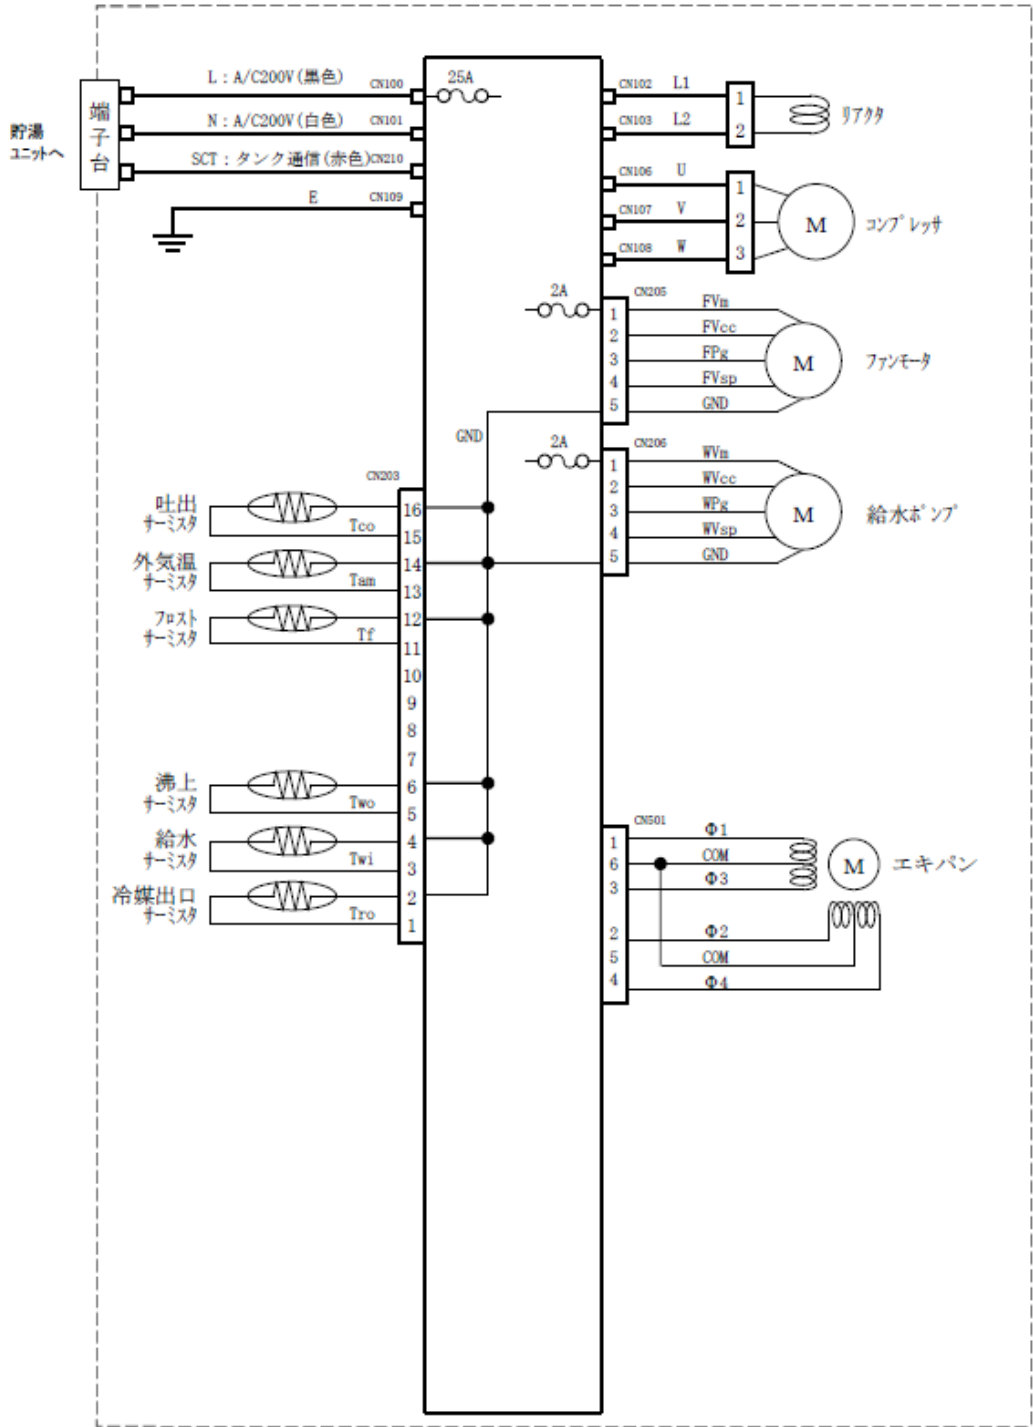 L：A/C200V(黒色)
CN100
25A
N：A/C200V(白色)
CN101
SCT：タンク通信(赤色)
CN210
E
CN109
端子台
貯湯
ユニットへ
CN102
L1
CN103
L2
1
2
リアクタ
CN106
U
CN107
V
CN108
W
1
2
3
M
コンプレッサ
2A
CN205
1
2
3
4
5
FVm
FVcc
FPg
FVsp
GND
M
ファンモータ
GND
2A
CN206
1
2
3
4
5
WVm
WVcc
WPg
WVsp
GND
M
給水ポンプ
CN203
吐出
サーミスタ
Tco
16
15
外気温
サーミスタ
Tam
14
13
フロスト
サーミスタ
Tf
12
11
10
9
8
7
沸上
サーミスタ
Two
6
5
給水
サーミスタ
Twi
4
3
冷媒出口
サーミスタ
Tro
2
1
CN501
1
6
3
2
5
4
Φ1
COM
Φ3
Φ2
COM
Φ4
M
エキパン